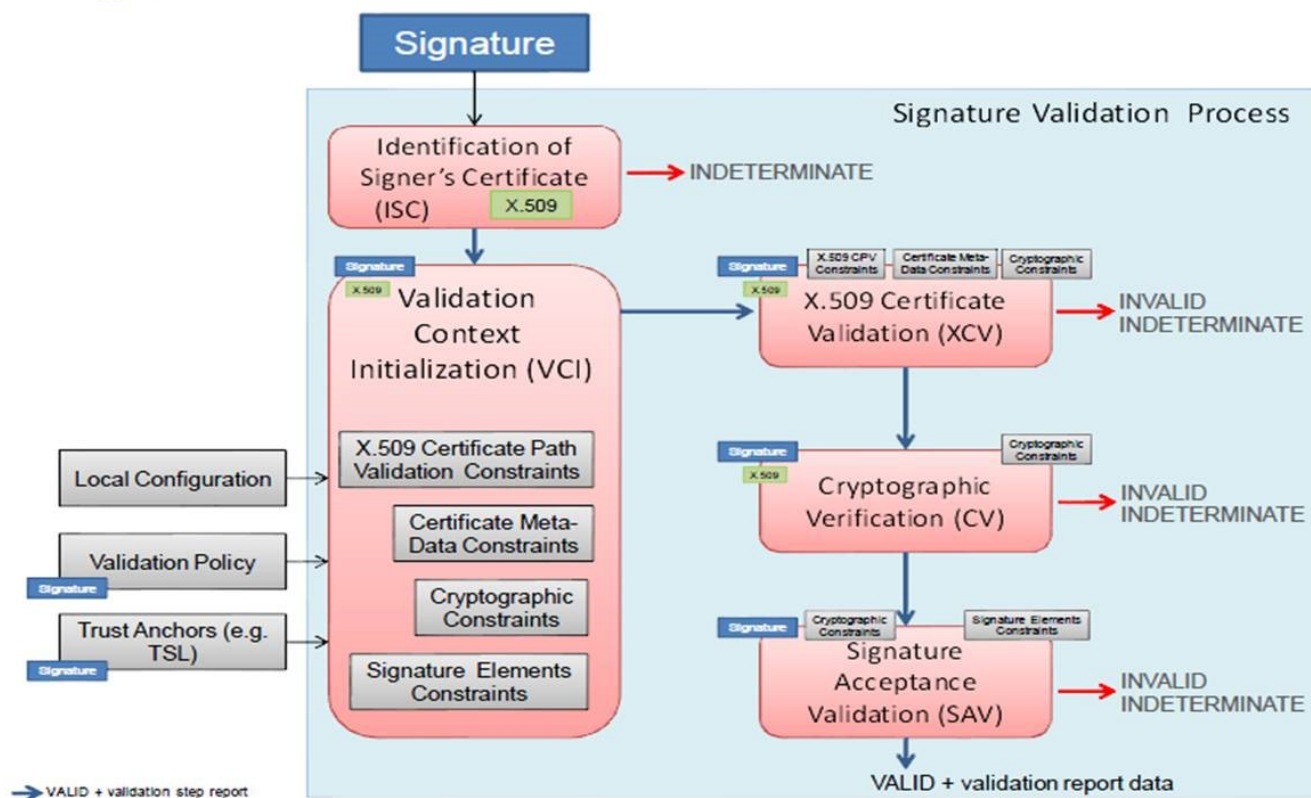 Signature
Signature Validation Process
Identification of
Signer's Certificate
(ISC)
X.509
INDETERMINATE
Signature
X.509
Validation
Context
Initialization (VCI)
X.509 Certificate Path
Validation Constraints
Certificate Meta-
Data Constraints
Cryptographic
Constraints
Signature Elements
Constraints
Local Configuration
Validation Policy
Signature
Trust Anchors (e.g.
TSL)
Signature
Signature
X.509
X.509 CPV
Constraints
Certificate Meta-
Data Constraints
Cryptographic
Constraints
X.509 Certificate
Validation (XCV)
INVALID
INDETERMINATE
Signature
X.509
Cryptographic
Constraints
Cryptographic
Verification (CV)
INVALID
INDETERMINATE
Signature
Cryptographic
Constraints
Signature Elements
Constraints
Signature
Acceptance
Validation (SAV)
INVALID
INDETERMINATE
VALID + validation report data
VALID + validation step report